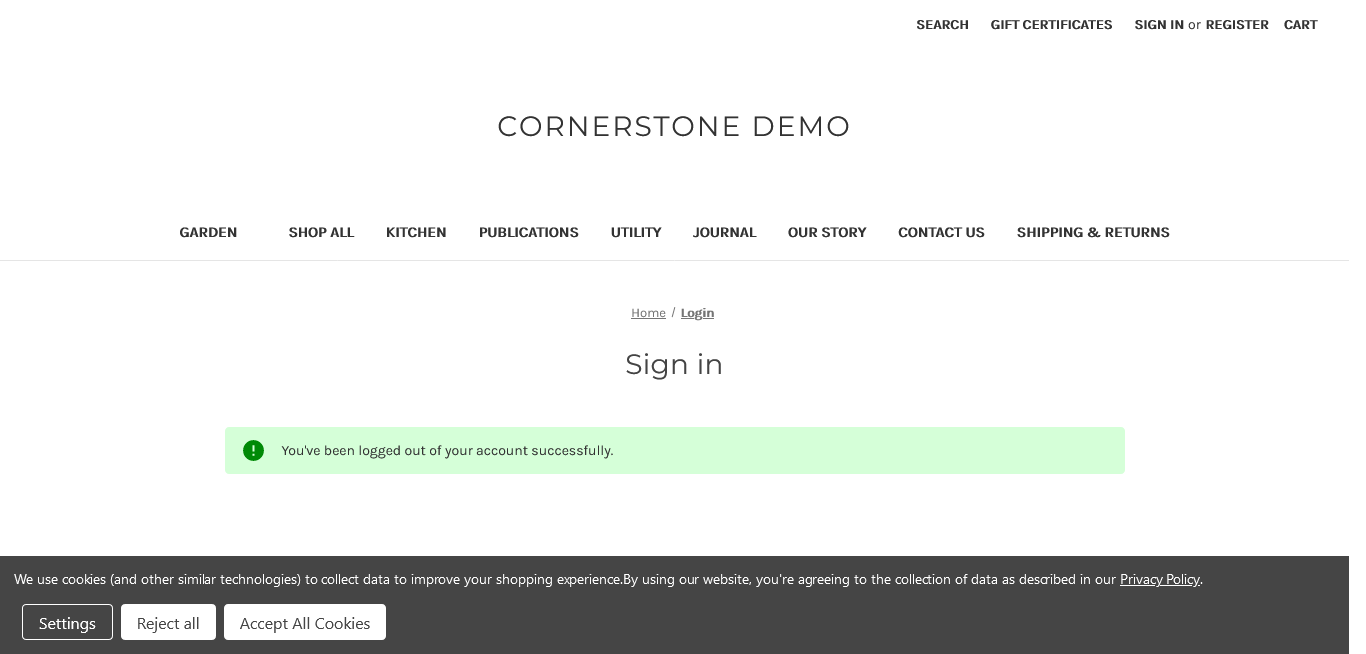 SEARCH GIFT CERTIFICATES SIGN IN or REGISTER CART
CORNERSTONE DEMO
GARDEN SHOP ALL KITCHEN PUBLICATIONS UTILITY JOURNAL OUR STORY CONTACT US SHIPPING & RETURNS
Home / Login
Sign in
You've been logged out of your account successfully.
We use cookies (and other similar technologies) to collect data to improve your shopping experience.By using our website, you're agreeing to the collection of data as described in our Privacy Policy.
Settings Reject all Accept All Cookies